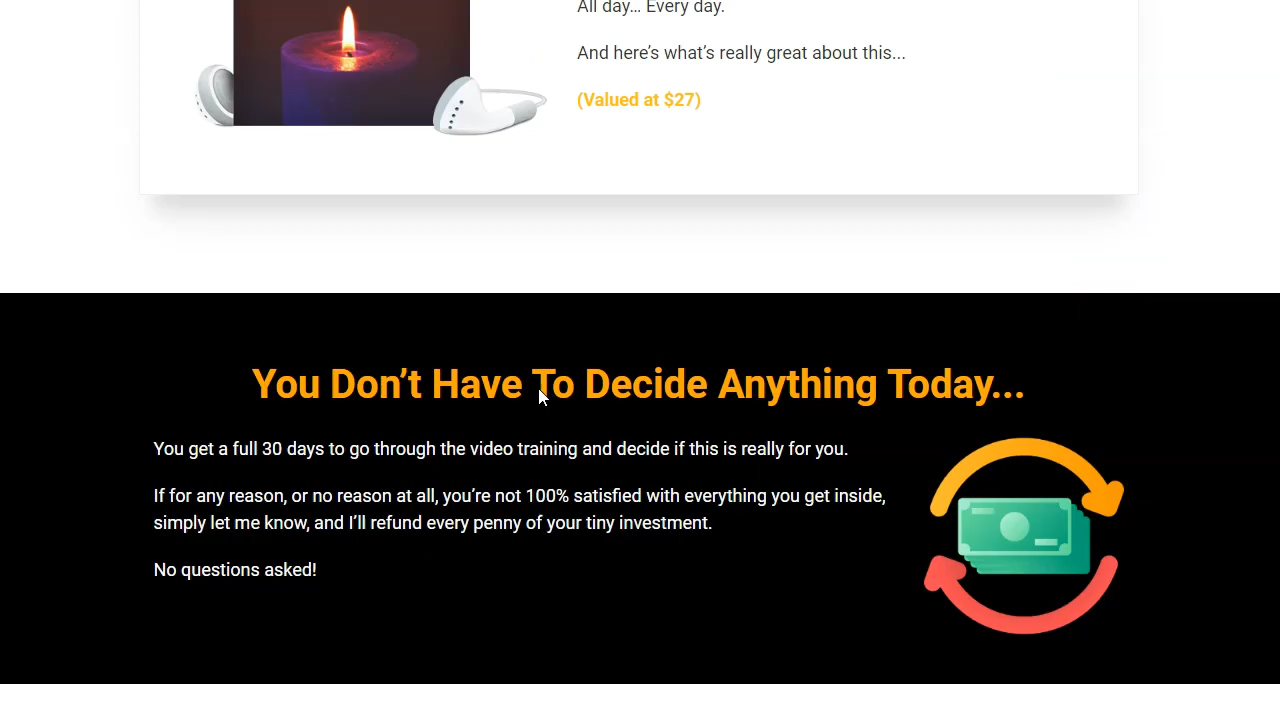 All day... Every day.
And here’s what’s really great about this...
(Valued at $27)
You Don’t Have To Decide Anything Today...
You get a full 30 days to go through the video training and decide if this is really for you.
If for any reason, or no reason at all, you’re not 100% satisfied with everything you get inside,
simply let me know, and I’ll refund every penny of your tiny investment.
No questions asked!